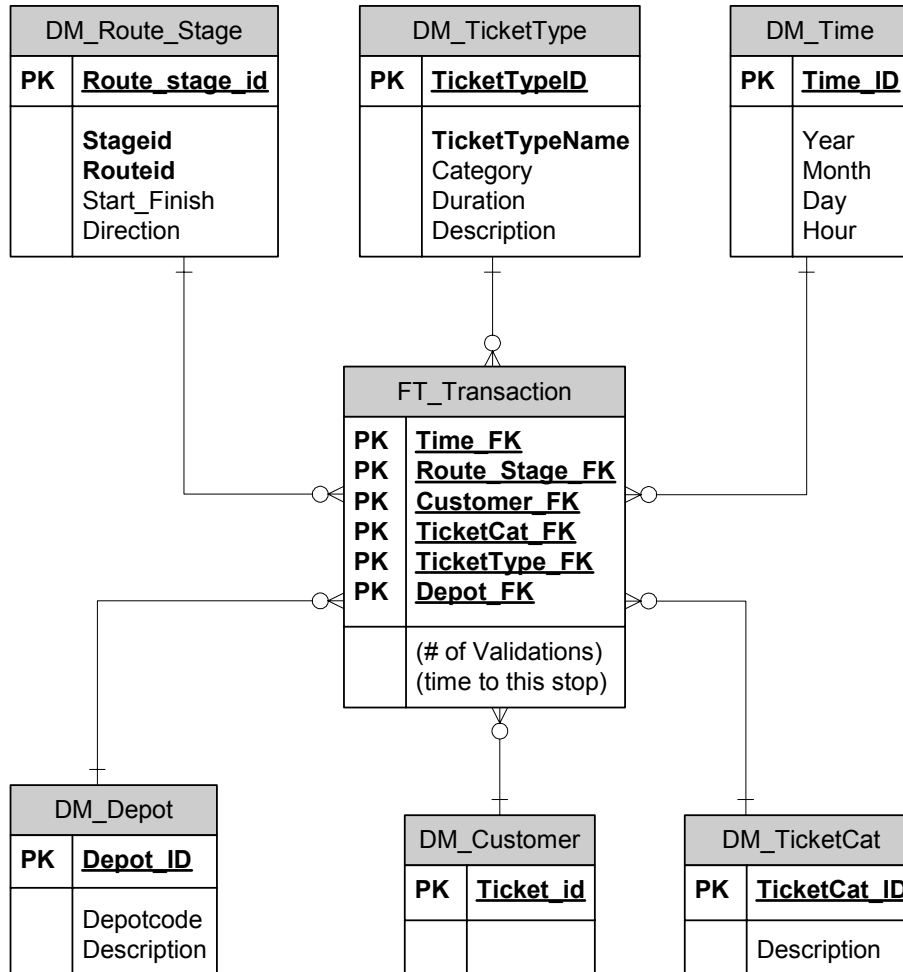 DM_Route_Stage
PK Route_stage_id
Stageid
Routeid
Start_Finish
Direction
DM_TicketType
PK TicketTypeID
TicketTypeName
Category
Duration
Description
DM_Time
PK Time_ID
Year
Month
Day
Hour
FT_Transaction
PK Time_FK
PK Route_Stage_FK
PK Customer_FK
PK TicketCat_FK
PK TicketType_FK
PK Depot_FK
(# of Validations)
(time to this stop)
DM_Depot
PK Depot_ID
Depotcode
Description
DM_Customer
PK Ticket_id
DM_TicketCat
PK TicketCat_ID
Description